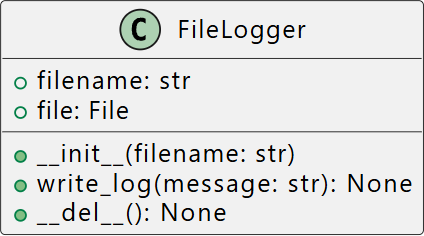 C FileLogger
filename: str
file: File
__init__(filename: str)
write_log(message: str): None
__del__(): None